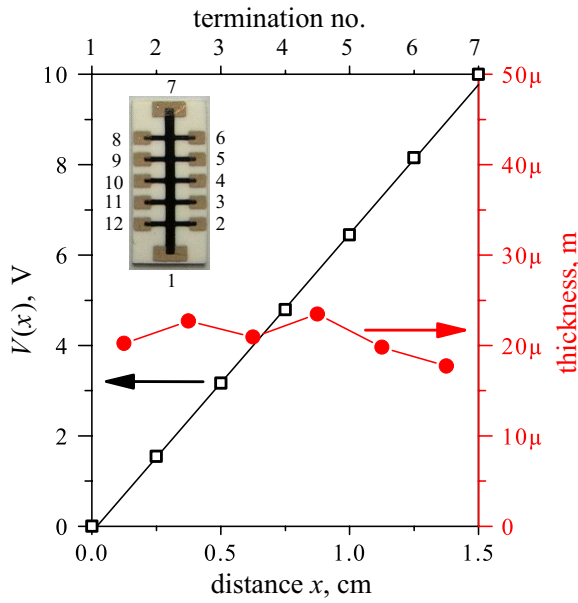 termination no.
1 2 3 4 5 6 7
10 50μ
7
8 6
8 40μ
9 5
10 4
11 3
12 2
6 30μ
1
V(x), V
thickness, m
4 20μ
2 10μ
0 0
0.0 0.5 1.0 1.5
distance x, cm